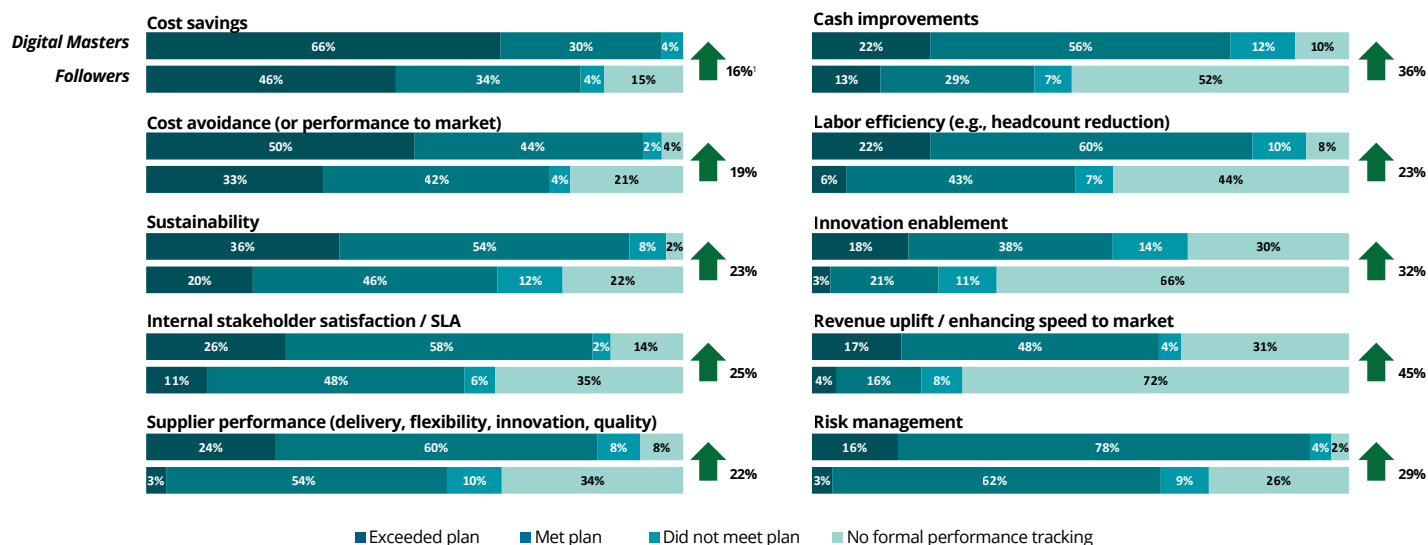 Cost savings
Digital Masters
66% 30% 4%
Followers
46% 34% 4% 15%
16%¹
Cost avoidance (or performance to market)
50% 44% 2% 4%
33% 42% 4% 21%
19%
Sustainability
36% 54% 8% 2%
20% 46% 12% 22%
23%
Internal stakeholder satisfaction / SLA
26% 58% 2% 14%
11% 48% 6% 35%
25%
Supplier performance (delivery, flexibility, innovation, quality)
24% 60% 8% 8%
3% 54% 10% 34%
22%
Cash improvements
22% 56% 12% 10%
13% 29% 7% 52%
36%
Labor efficiency (e.g., headcount reduction)
22% 60% 10% 8%
6% 43% 7% 44%
23%
Innovation enablement
18% 38% 14% 30%
3% 21% 11% 66%
32%
Revenue uplift / enhancing speed to market
17% 48% 4% 31%
4% 16% 8% 72%
45%
Risk management
16% 78% 4% 2%
3% 62% 9% 26%
29%
Exceeded plan Met plan Did not meet plan No formal performance tracking